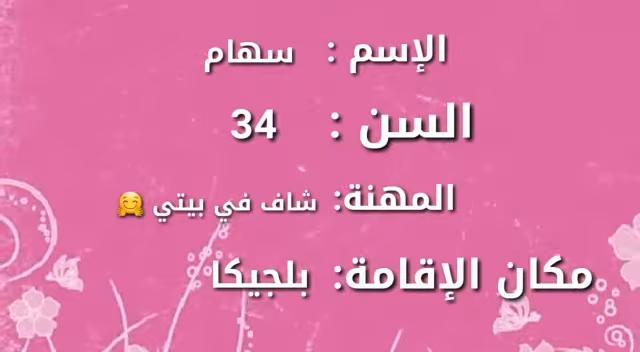 الإسم : سهام
السن : 34
المهنة: شاف في بيتي 🤗
مكان الإقامة: بلجيكا